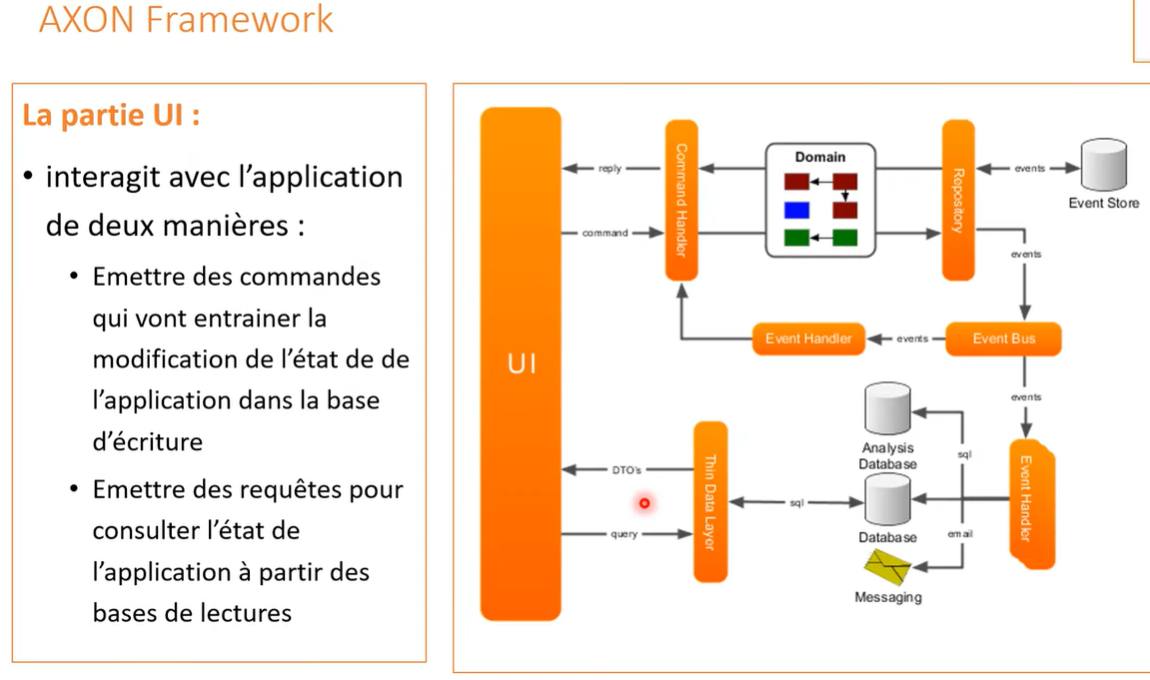 AXON Framework
La partie UI :
• interagit avec l'application
de deux manières :
• Emettre des commandes
qui vont entrainer la
modification de l'état de de
l'application dans la base
d'écriture
• Emettre des requêtes pour
consulter l'état de
l'application à partir des
bases de lectures
UI
reply
command
Command Handler
Domain
Repository
events
Event Store
events
Event Handler
events
Event Bus
events
Analysis
Database
sql
DTO's
Thin Data Layer
sql
Database
Event Handler
query
email
Messaging